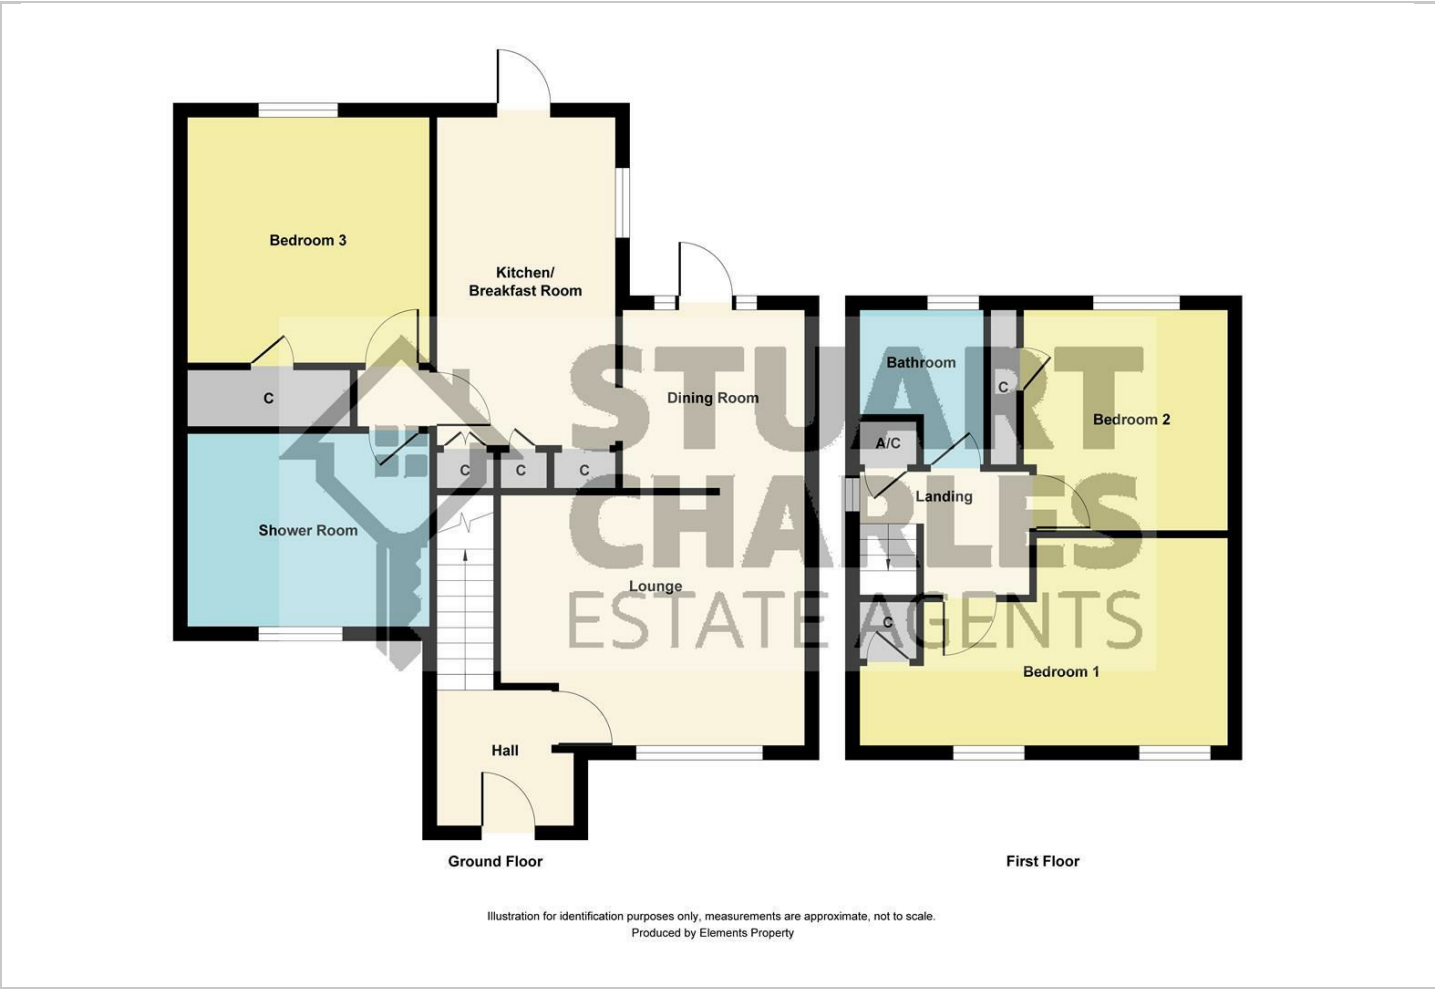 Bedroom 3
Kitchen/
Breakfast Room
Dining Room
C
Shower Room
C
C
C
Lounge
Hall
Ground Floor
Bathroom
C
Bedroom 2
A/C
Landing
C
Bedroom 1
First Floor
STUART
CHARLES
ESTATE AGENTS
Illustration for identification purposes only, measurements are approximate, not to scale.
Produced by Elements Property